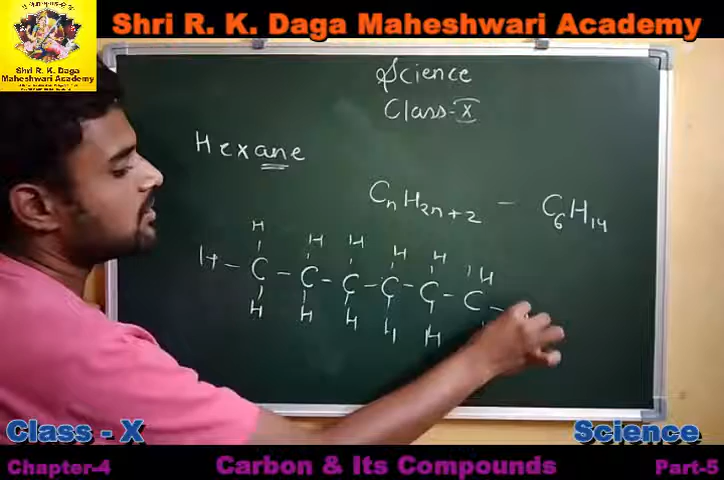 Shri R. K. Daga Maheshwari Academy
Shri R. K. Daga
Maheshwari Academy
Science
Class-X
Hexane
CnH2n+2 - C6H14
H H H H H H
H - C - C - C - C - C - C -
H H H H H
Class - X Science
Chapter-4 Carbon & Its Compounds Part-5